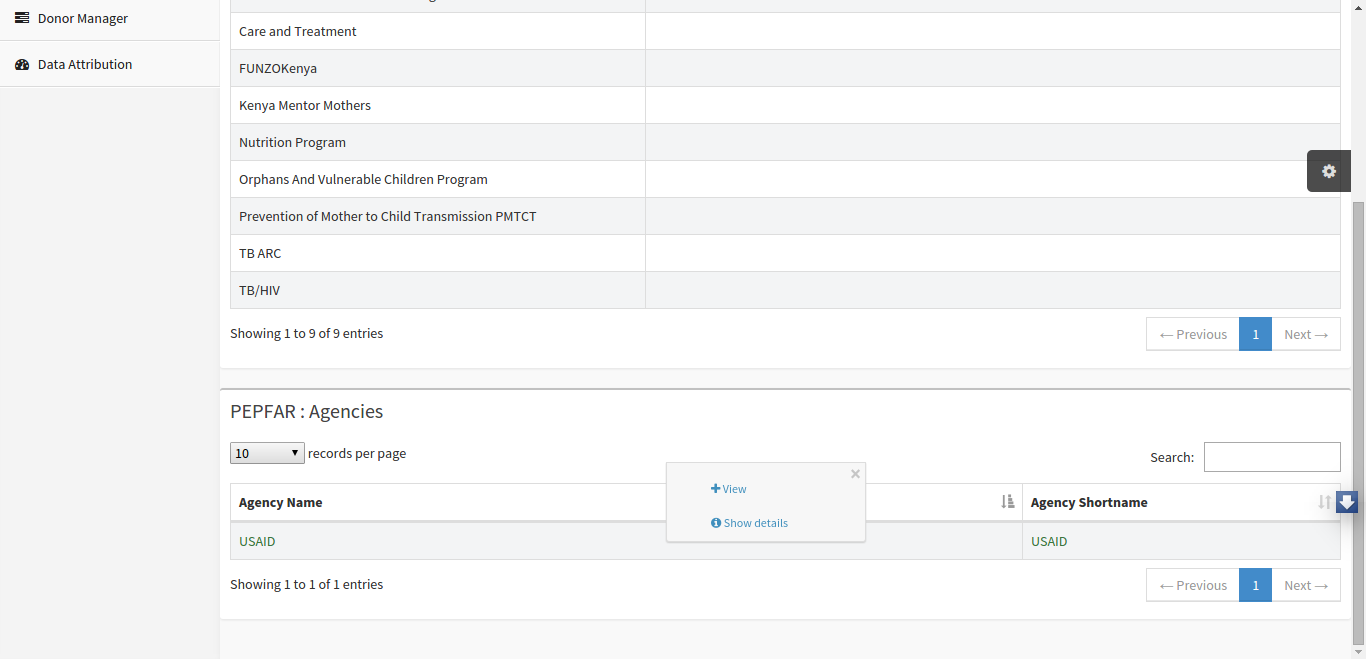 Donor Manager
Data Attribution
Care and Treatment
FUNZOKenya
Kenya Mentor Mothers
Nutrition Program
Orphans And Vulnerable Children Program
Prevention of Mother to Child Transmission PMTCT
TB ARC
TB/HIV
Showing 1 to 9 of 9 entries
← Previous 1 Next →
PEPFAR : Agencies
10 records per page
Search:
× 
View
Show details
Agency Name Agency Shortname
USAID USAID
Showing 1 to 1 of 1 entries
← Previous 1 Next →